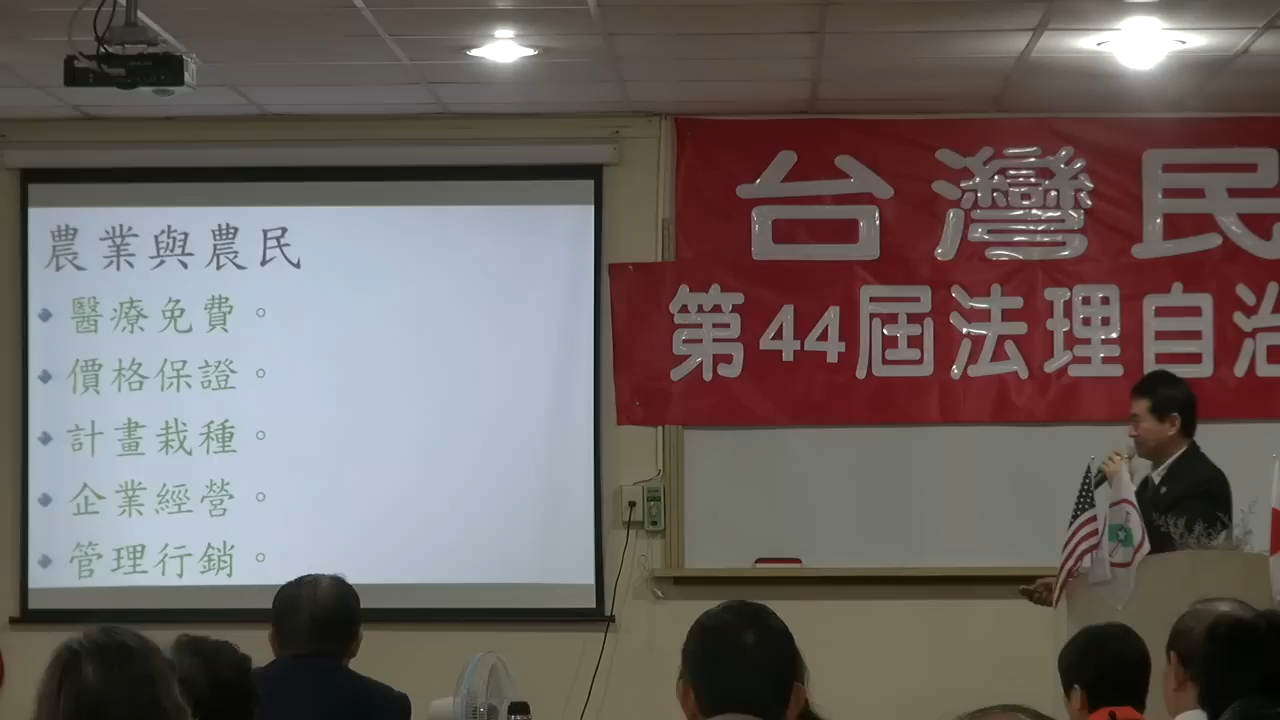 農業與農民
醫療免費。
價格保證。
計畫栽種。
企業經營。
管理行銷。
台灣民
第44屆法理自治